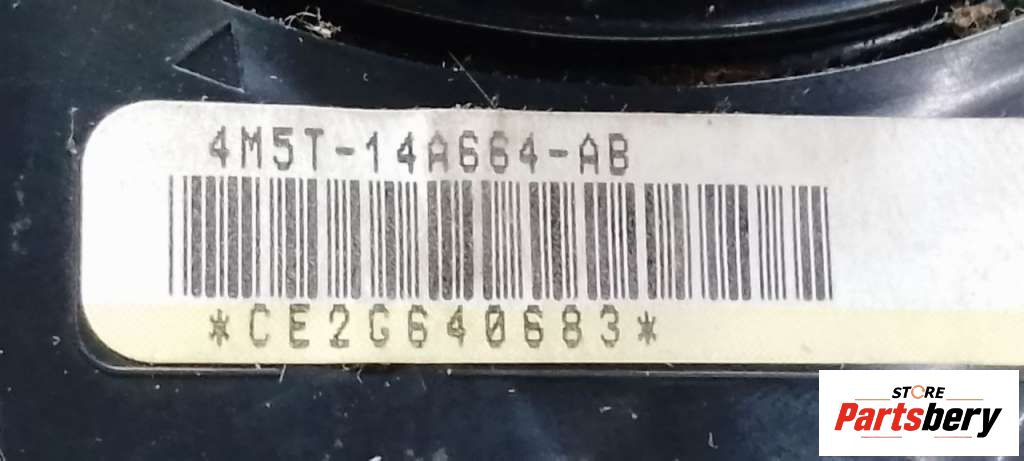 4M5T-14A664-AB
*CE2G640683*
STORE
Partsbery